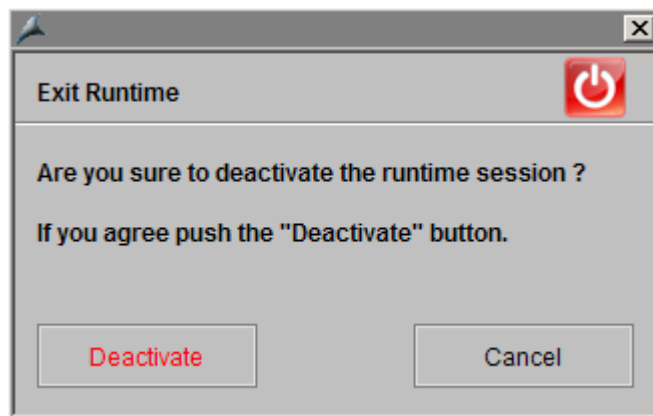 Exit Runtime
Are you sure to deactivate the runtime session ?
If you agree push the "Deactivate" button.
Deactivate
Cancel